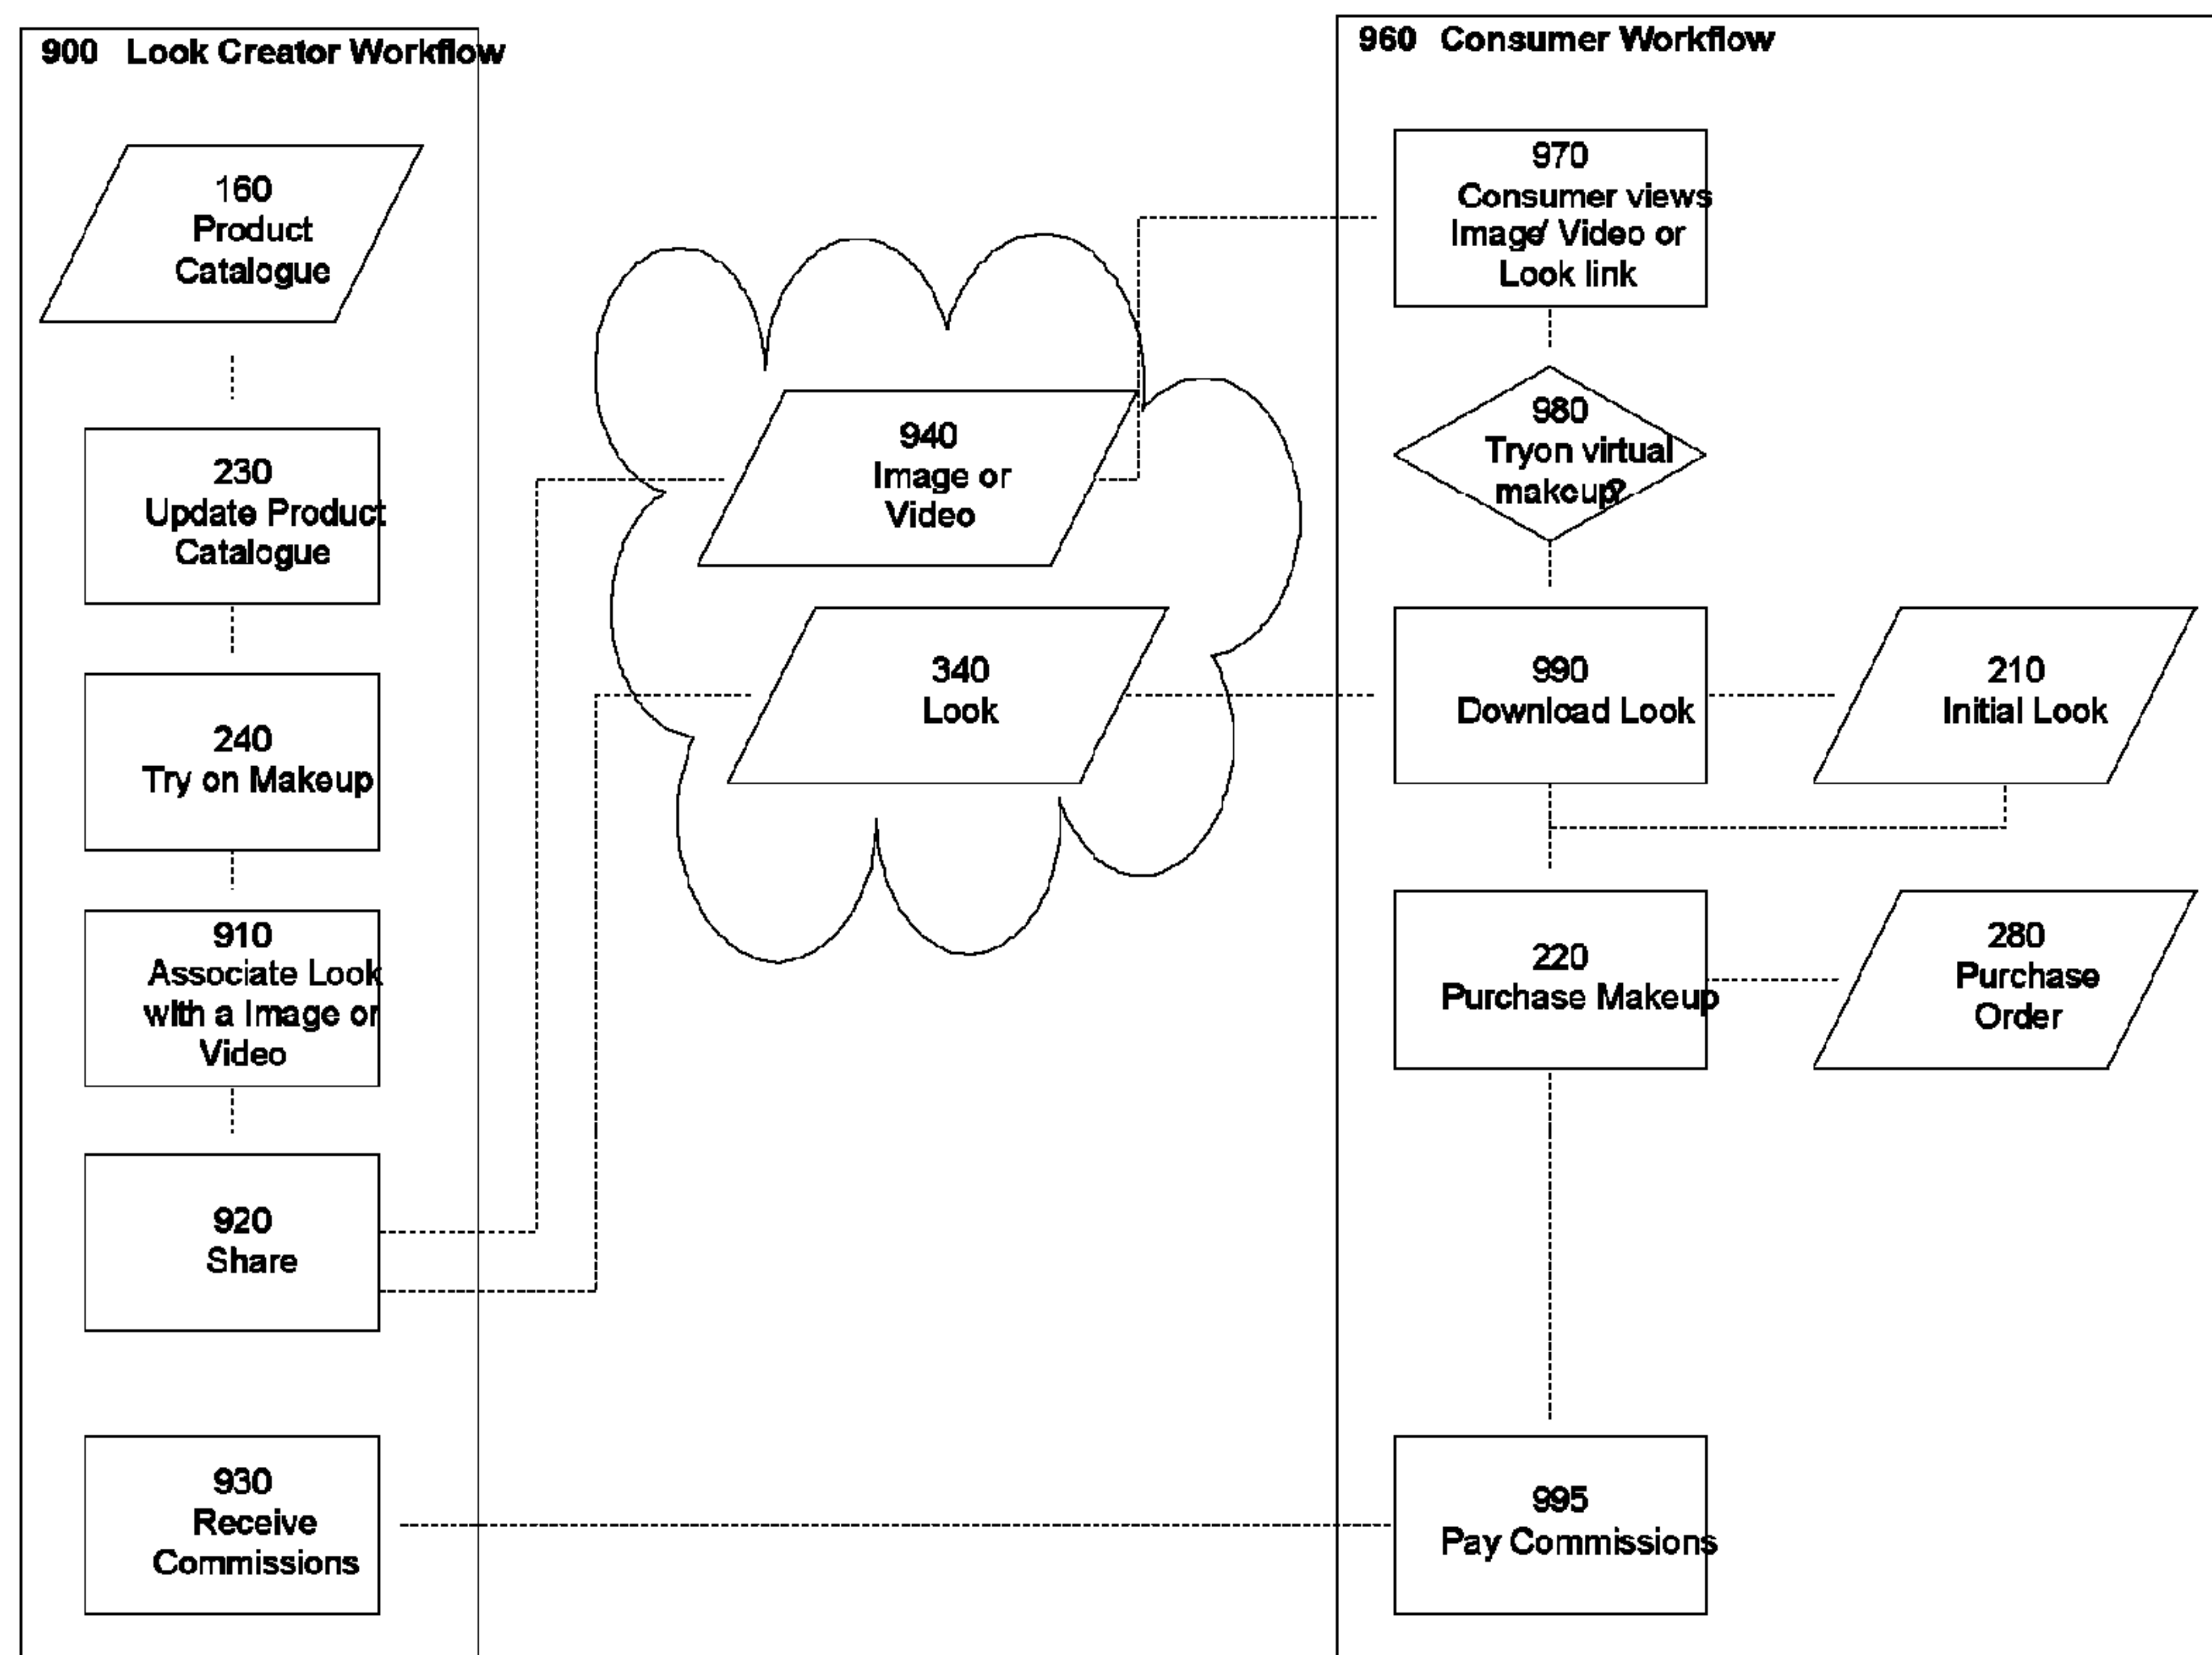 900 Look Creator Workflow
160
Product
Catalogue
230
Update Product
Catalogue
240
Try on Makeup
910
Associate Look
with a Image or
Video
920
Share
930
Receive
Commissions
940
Image or
Video
340
Look
960 Consumer Workflow
970
Consumer views
Image/ Video or
Look link
980
Tryon virtual
makeup?
990
Download Look
210
Initial Look
220
Purchase Makeup
280
Purchase
Order
995
Pay Commissions